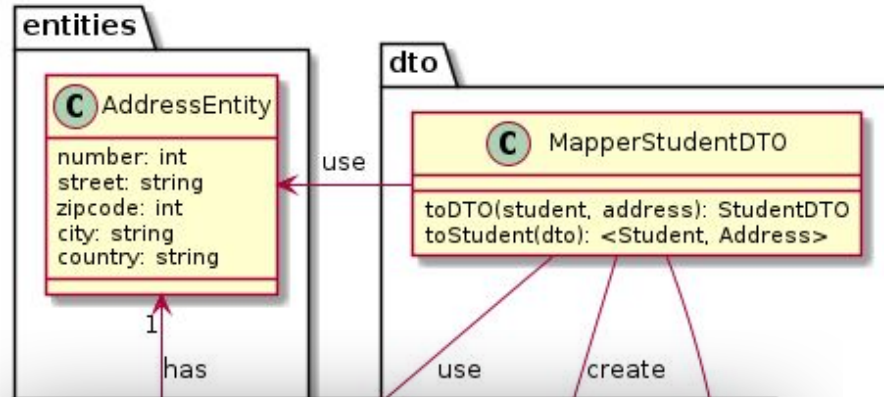 entities
C AddressEntity
number: int
street: string
zipcode: int
city: string
country: string
1
has
use
dto
C MapperStudentDTO
toDTO(student, address): StudentDTO
toStudent(dto): <Student, Address>
use
create